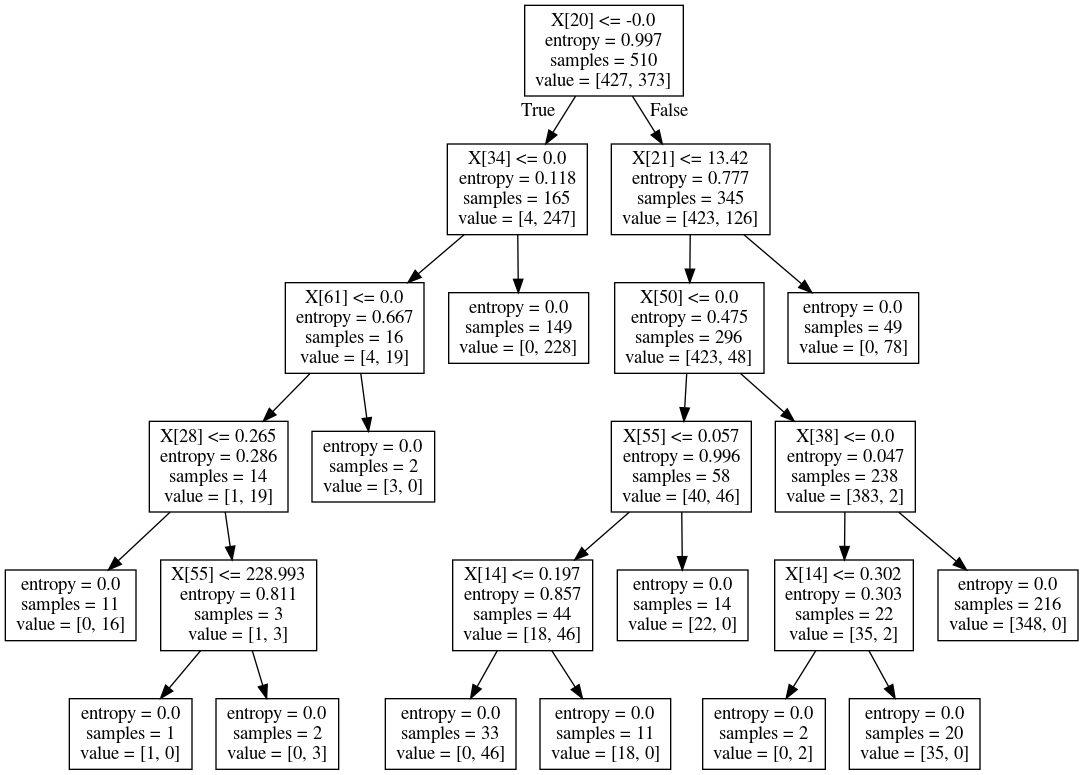 X[20] <= -0.0
entropy = 0.997
samples = 510
value = [427, 373]
True
False
X[34] <= 0.0
entropy = 0.118
samples = 165
value = [4, 247]
X[21] <= 13.42
entropy = 0.777
samples = 345
value = [423, 126]
X[61] <= 0.0
entropy = 0.667
samples = 16
value = [4, 19]
entropy = 0.0
samples = 149
value = [0, 228]
X[50] <= 0.0
entropy = 0.475
samples = 296
value = [423, 48]
entropy = 0.0
samples = 49
value = [0, 78]
X[28] <= 0.265
entropy = 0.286
samples = 14
value = [1, 19]
entropy = 0.0
samples = 2
value = [3, 0]
X[55] <= 0.057
entropy = 0.996
samples = 58
value = [40, 46]
X[38] <= 0.0
entropy = 0.047
samples = 238
value = [383, 2]
entropy = 0.0
samples = 11
value = [0, 16]
X[55] <= 228.993
entropy = 0.811
samples = 3
value = [1, 3]
X[14] <= 0.197
entropy = 0.857
samples = 44
value = [18, 46]
entropy = 0.0
samples = 14
value = [22, 0]
X[14] <= 0.302
entropy = 0.303
samples = 22
value = [35, 2]
entropy = 0.0
samples = 216
value = [348, 0]
entropy = 0.0
samples = 1
value = [1, 0]
entropy = 0.0
samples = 2
value = [0, 3]
entropy = 0.0
samples = 33
value = [0, 46]
entropy = 0.0
samples = 11
value = [18, 0]
entropy = 0.0
samples = 2
value = [0, 2]
entropy = 0.0
samples = 20
value = [35, 0]